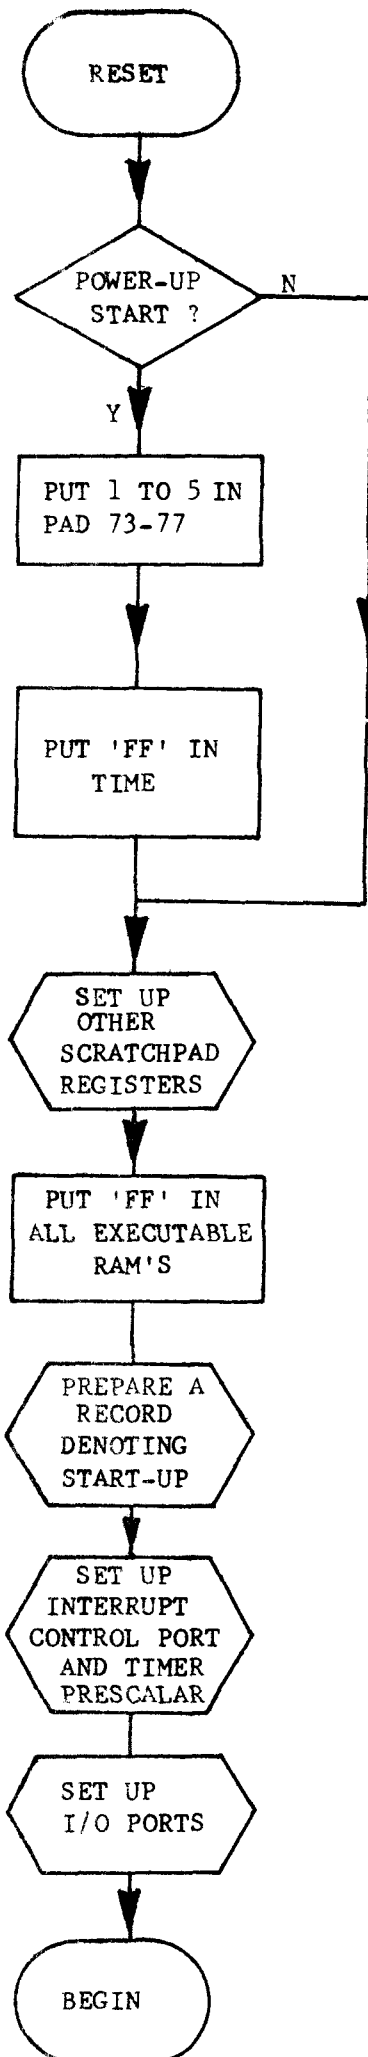 RESET
POWER-UP
START ?
N
Y
PUT 1 TO 5 IN
PAD 73-77
PUT 'FF' IN
TIME
SET UP
OTHER
SCRATCHPAD
REGISTERS
PUT 'FF' IN
ALL EXECUTABLE
RAM'S
PREPARE A
RECORD
DENOTING
START-UP
SET UP
INTERRUPT
CONTROL PORT
AND TIMER
PRESCALAR
SET UP
I/O PORTS
BEGIN